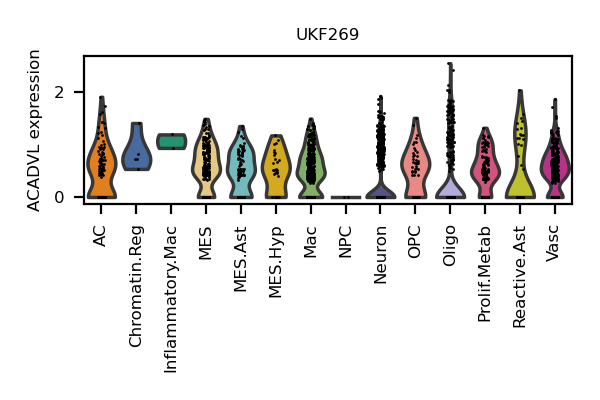 UKF269
ACADVL expression
2
0
AC
Chromatin.Reg
Inflammatory.Mac
MES
MES.Ast
MES.Hyp
Mac
NPC
Neuron
OPC
Oligo
Prolif.Metab
Reactive.Ast
Vasc